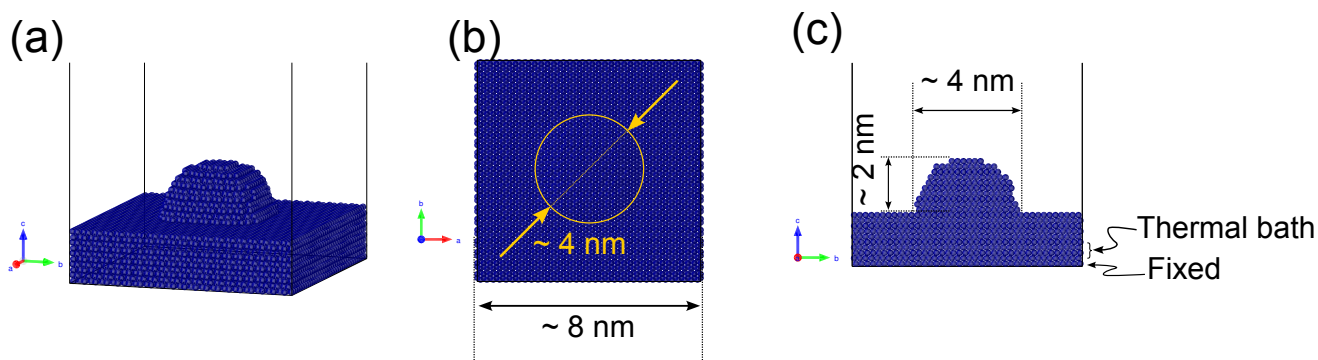 (a)
c
a
b
(b)
b
a
~ 4 nm
~ 8 nm
(c)
~ 4 nm
~ 2 nm
c
b
Thermal bath
Fixed